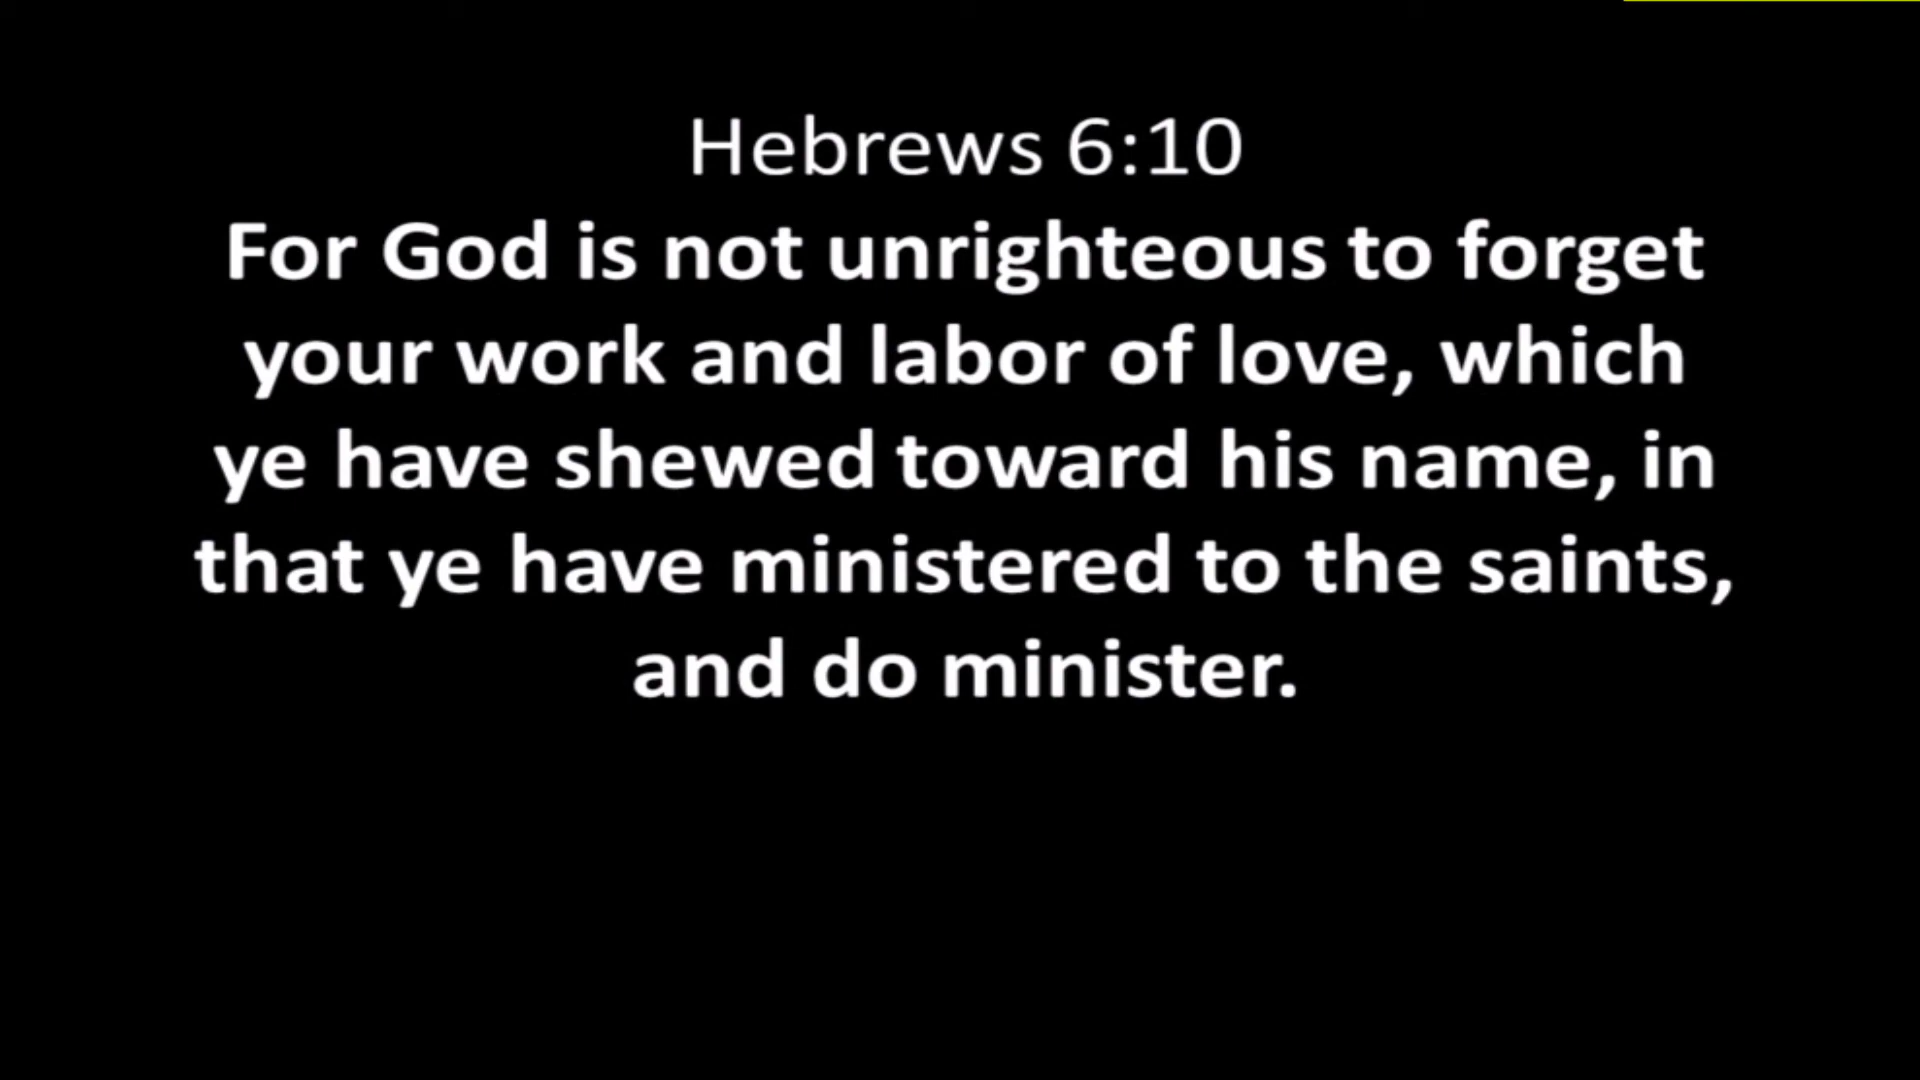 Hebrews 6:10
For God is not unrighteous to forget
your work and labor of love, which
ye have shewed toward his name, in
that ye have ministered to the saints,
and do minister.